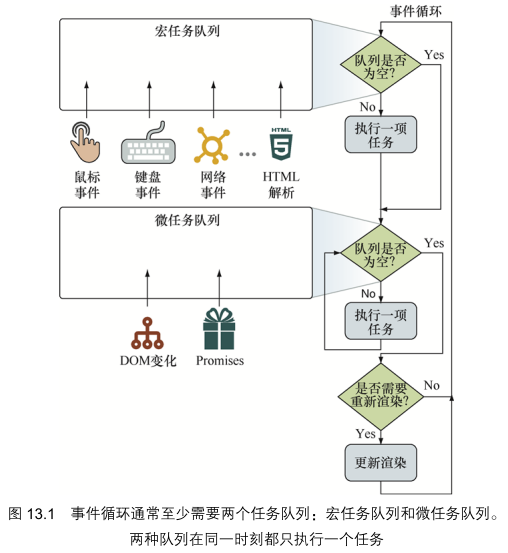 事件循环
宏任务队列
队列是否
为空?
Yes
No
执行一项
任务
鼠标
事件
键盘
事件
网络
事件
...
HTML
5
HTML
解析
微任务队列
队列是否
为空?
Yes
No
执行一项
任务
DOM变化
Promises
是否需要
重新渲染?
No
Yes
更新渲染
图 13.1 事件循环通常至少需要两个任务队列：宏任务队列和微任务队列。
两种队列在同一时刻都只执行一个任务